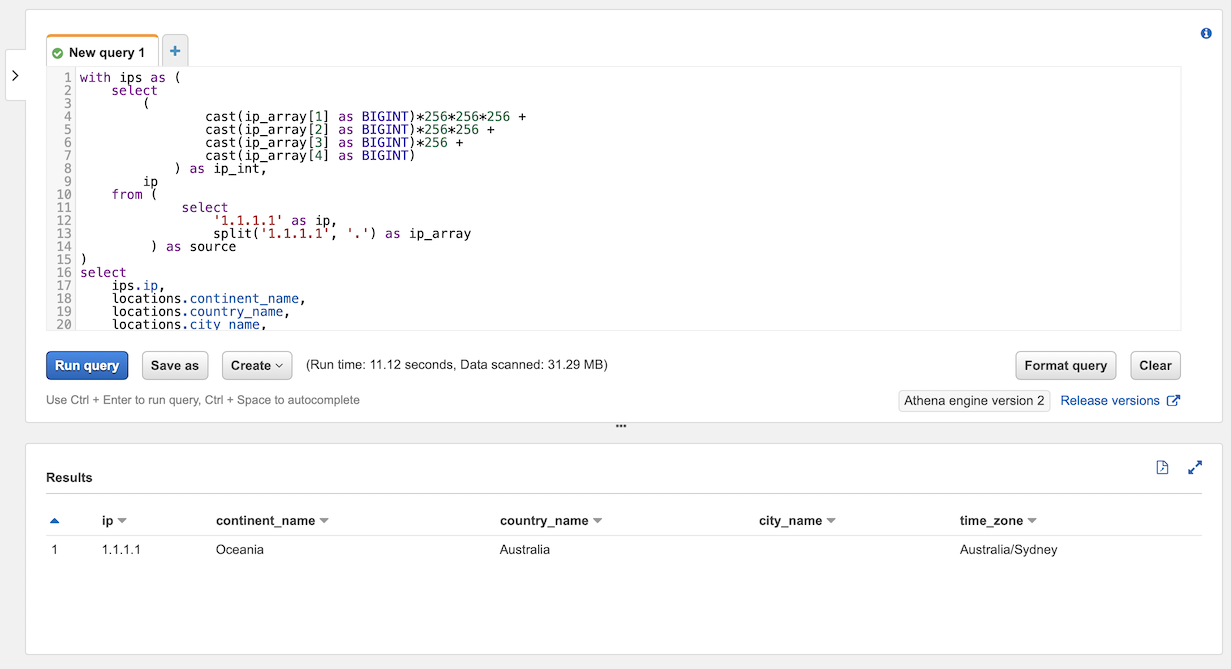 New query 1
1 with ips as (
2 select
3 (
4 cast(ip_array[1] as BIGINT)*256*256*256 +
5 cast(ip_array[2] as BIGINT)*256*256 +
6 cast(ip_array[3] as BIGINT)*256 +
7 cast(ip_array[4] as BIGINT)
8 ) as ip_int,
9 ip
10 from (
11 select
12 '1.1.1.1' as ip,
13 split('1.1.1.1', '.') as ip_array
14 ) as source
15 )
16 select
17 ips.ip,
18 locations.continent_name,
19 locations.country_name,
20 locations.city_name,
Run query Save as Create (Run time: 11.12 seconds, Data scanned: 31.29 MB) Format query Clear
Use Ctrl + Enter to run query, Ctrl + Space to autocomplete Athena engine version 2 Release versions
Results
ip continent_name country_name city_name time_zone
1 1.1.1.1 Oceania Australia Australia/Sydney